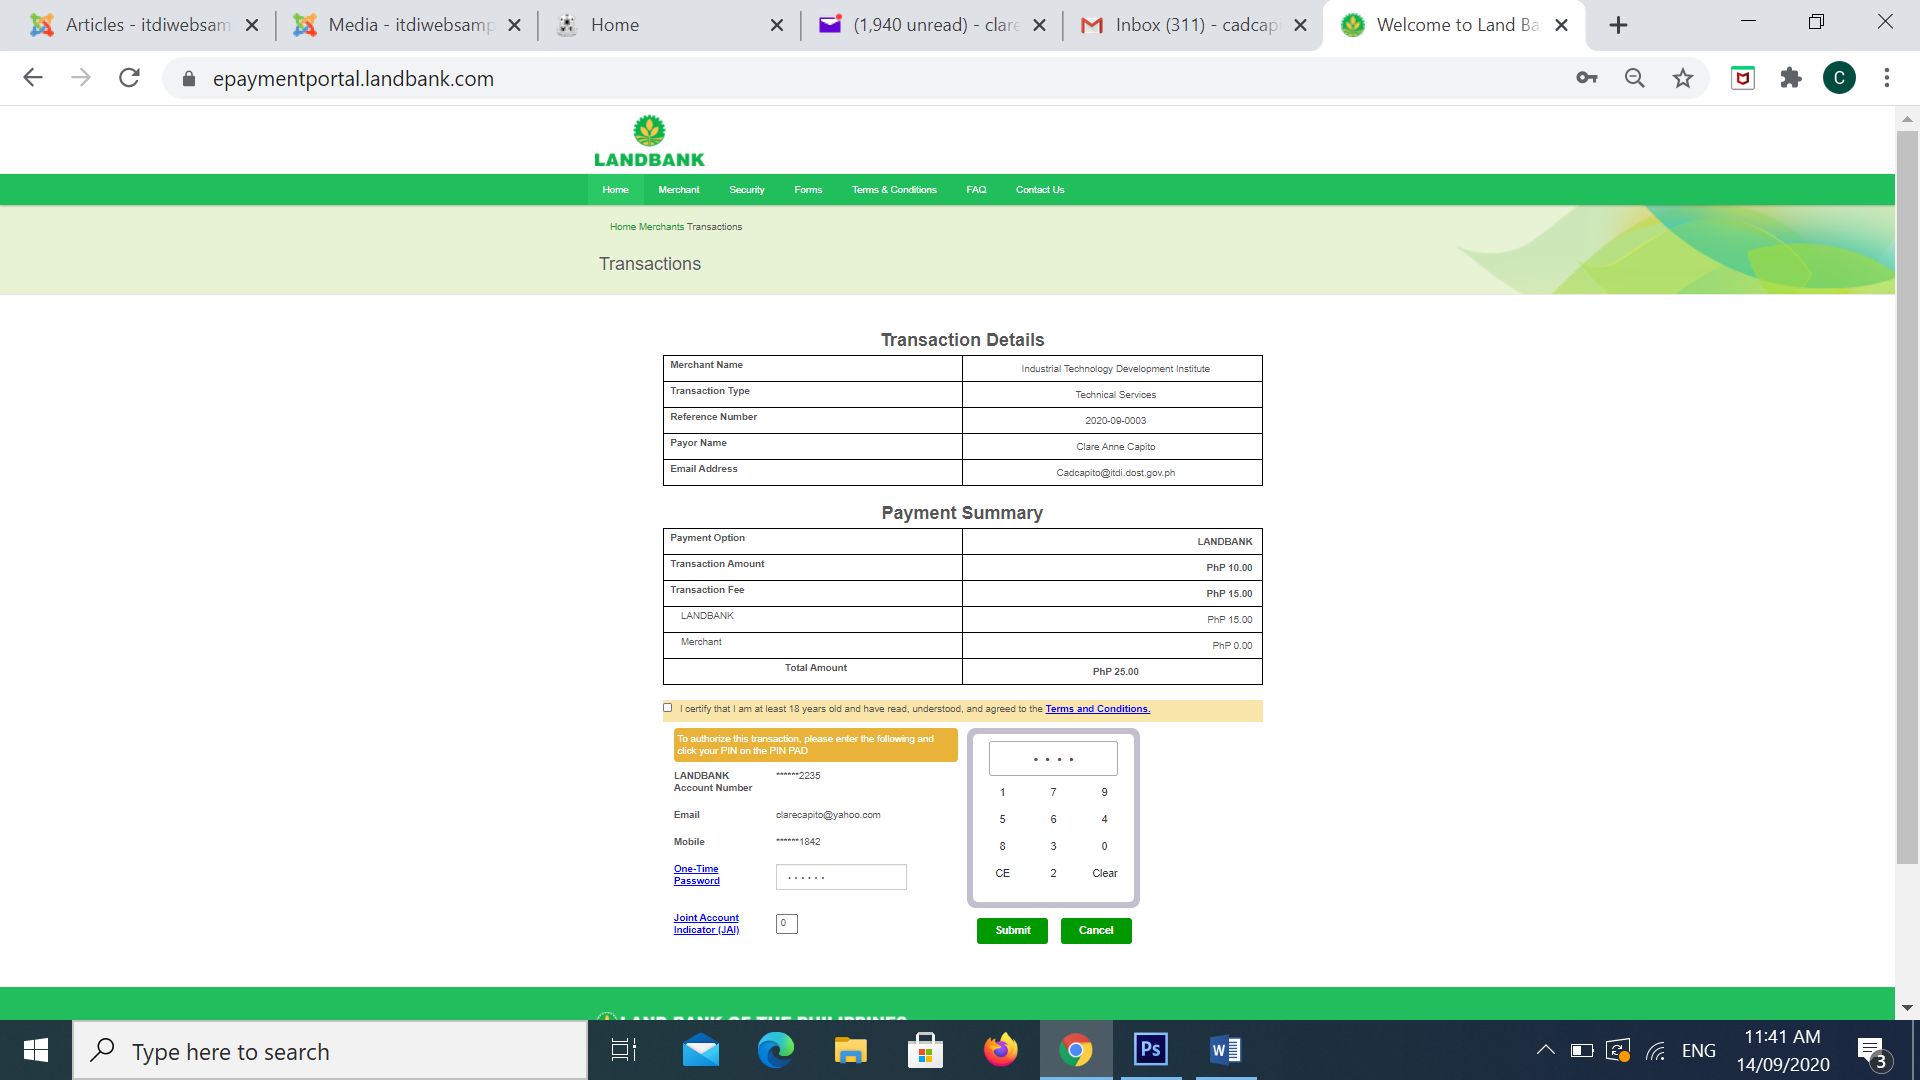 Articles - itdiwebsam
Media - itdiwebsamp
Home
(1,940 unread) - clare
Inbox (311) - cadcapi
Welcome to Land Ba
epaymentportal.landbank.com
C
LANDBANK
Home Merchant Security Forms Terms & Conditions FAQ Contact Us
Home Merchants Transactions
Transactions
Transaction Details
Merchant Name Industrial Technology Development Institute
Transaction Type Technical Services
Reference Number 2020-09-0003
Payor Name Clare Anne Capito
Email Address Cadcapito@itdi.dost.gov.ph
Payment Summary
Payment Option LANDBANK
Transaction Amount PhP 10.00
Transaction Fee PhP 15.00
LANDBANK PhP 15.00
Merchant PhP 0.00
Total Amount PhP 25.00
I certify that I am at least 18 years old and have read, understood, and agreed to the Terms and Conditions.
To authorize this transaction, please enter the following and
click your PIN on the PIN PAD
LANDBANK
Account Number
******2235
Email clarecapito@yahoo.com
Mobile ******1842
One-Time
Password
......
Joint Account
Indicator (JAI)
0
• • • •
1 7 9
5 6 4
8 3 0
CE 2 Clear
Submit Cancel
LAND BANK OF THE PHILIPPINES
Type here to search
Ps
W
ENG
11:41 AM
14/09/2020
3